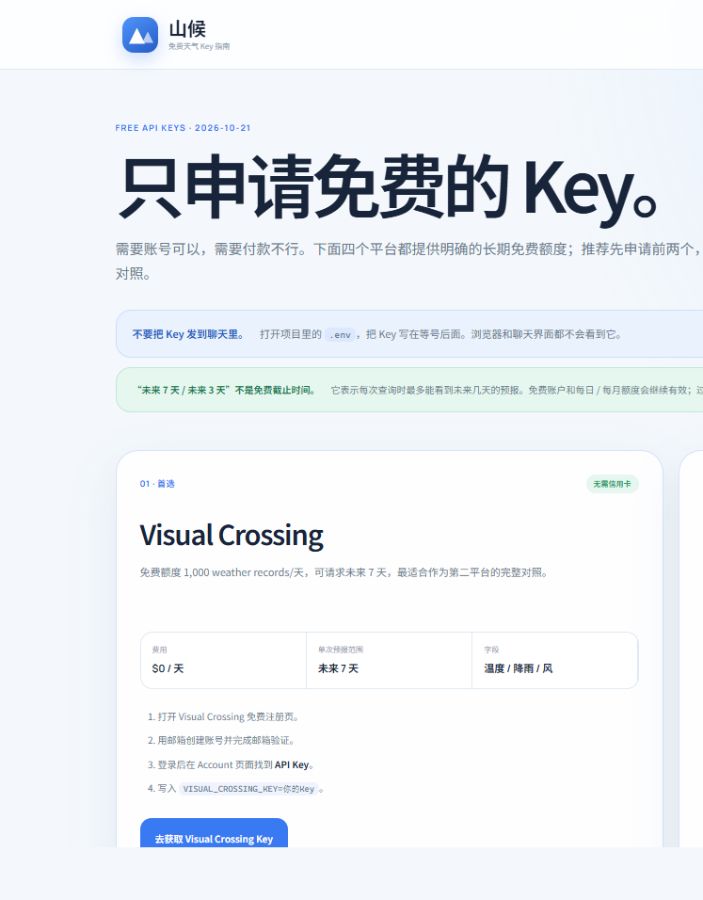 山候
免费天气 Key 指南
FREE API KEYS · 2026-10-21
只申请免费的 Key。
需要账号可以，需要付款不行。下面四个平台都提供明确的长期免费额度；推荐先申请前两个，
对照。
不要把 Key 发到聊天里。 打开项目里的 .env，把 Key 写在等号后面。浏览器和聊天界面都不会看到它。
“未来 7 天 / 未来 3 天”不是免费截止时间。 它表示每次查询时最多能看到未来几天的预报。免费账户和每日 / 每月额度会继续有效；过
01 · 首选
无需信用卡
Visual Crossing
免费额度 1,000 weather records/天，可请求未来 7 天，最适合作为第二平台的完整对照。
费用
$0 / 天
单次预报范围
未来 7 天
字段
温度 / 降雨 / 风
1. 打开 Visual Crossing 免费注册页。
2. 用邮箱创建账号并完成邮箱验证。
3. 登录后在 Account 页面找到 API Key。
4. 写入 VISUAL_CROSSING_KEY=你的Key。
去获取 Visual Crossing Key